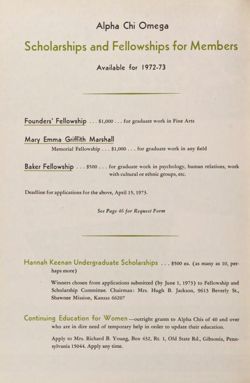 Alpha Chi Omega
Scholarships and Fellowships for Members
Available for 1972-73
Founders' Fellowship . . . $1,000 . . . for graduate work in Fine Arts
Mary Emma Griffith Marshall
Memorial Fellowship . . . $1,000 . . . for graduate work in any field
Baker Fellowship . . . $500 . . . for graduate work in psychology, human relations, work
with cultural or ethnic groups, etc.
Deadline for applications for the above, April 15, 1973.
See Page 46 for Request Form
Hannah Keenan Undergraduate Scholarships . . . $300 ea. (as many as 10, per-
haps more)
Winners chosen from applications submitted (by June 1, 1973) to Fellowship and
Scholarship Committee. Chairman: Mrs. Hugh B. Jackson, 9613 Beverly St.,
Shawnee Mission, Kansas 66207
Continuing Education for Women—outright grants to Alpha Chis of 40 and over
who are in dire need of temporary help in order to update their education.
Apply to Mrs. Richard B. Young, Box 432, Rt. 1, Old State Rd., Gibsonia, Penn-
sylvania 15044. Apply any time.